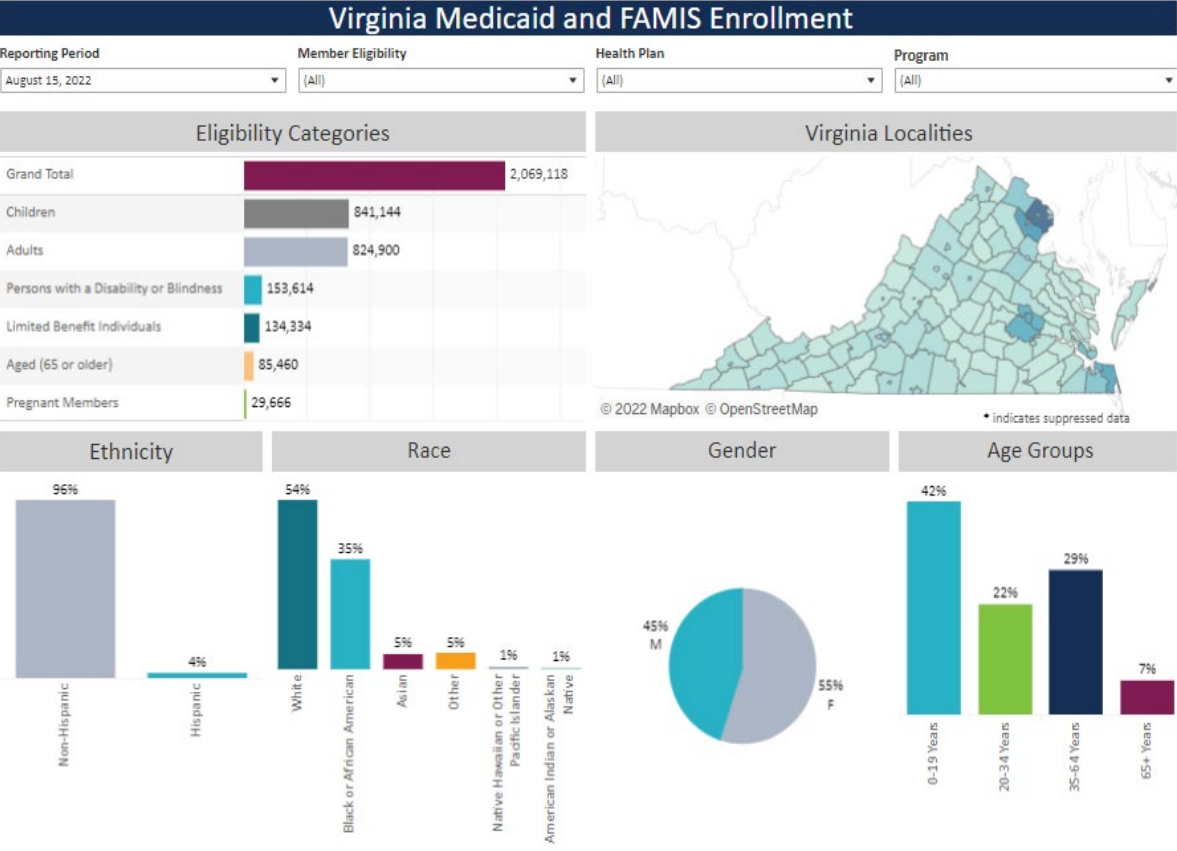 Virginia Medicaid and FAMIS Enrollment
Reporting Period
Member Eligibility
Health Plan
Program
August 15, 2022
(All)
(All)
(All)
Eligibility Categories
Grand Total
2,069,118
Children
841,144
Adults
824,900
Persons with a Disability or Blindness
153,614
Limited Benefit Individuals
134,334
Aged (65 or older)
85,460
Pregnant Members
29,666
Virginia Localities
© 2022 Mapbox © OpenStreetMap
* indicates suppressed data
Ethnicity
96%
4%
Non-Hispanic
Hispanic
Race
54%
35%
5%
5%
1%
1%
White
Black or African American
Asian
Other
Native Hawaiian or Other
Pacific Islander
American Indian or Alaskan
Native
Gender
45%
M
55%
F
Age Groups
42%
22%
29%
7%
0-19 Years
20-34 Years
35-64 Years
65+ Years